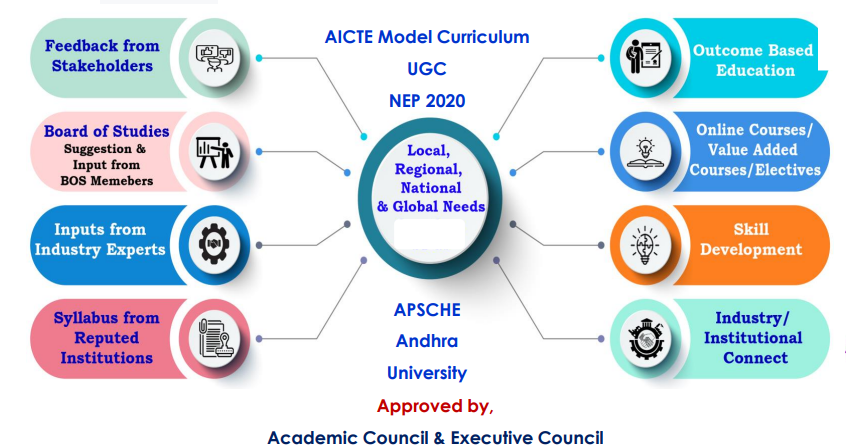 Feedback from
Stakeholders
Board of Studies
Suggestion &
Input from
BOS Memebers
Inputs from
Industry Experts
Syllabus from
Reputed
Institutions
AICTE Model Curriculum
UGC
NEP 2020
Local,
Regional,
National
& Global Needs
APSCHE
Andhra
University
Approved by,
Academic Council & Executive Council
Outcome Based
Education
Online Courses/
Value Added
Courses/Electives
Skill
Development
Industry/
Institutional
Connect